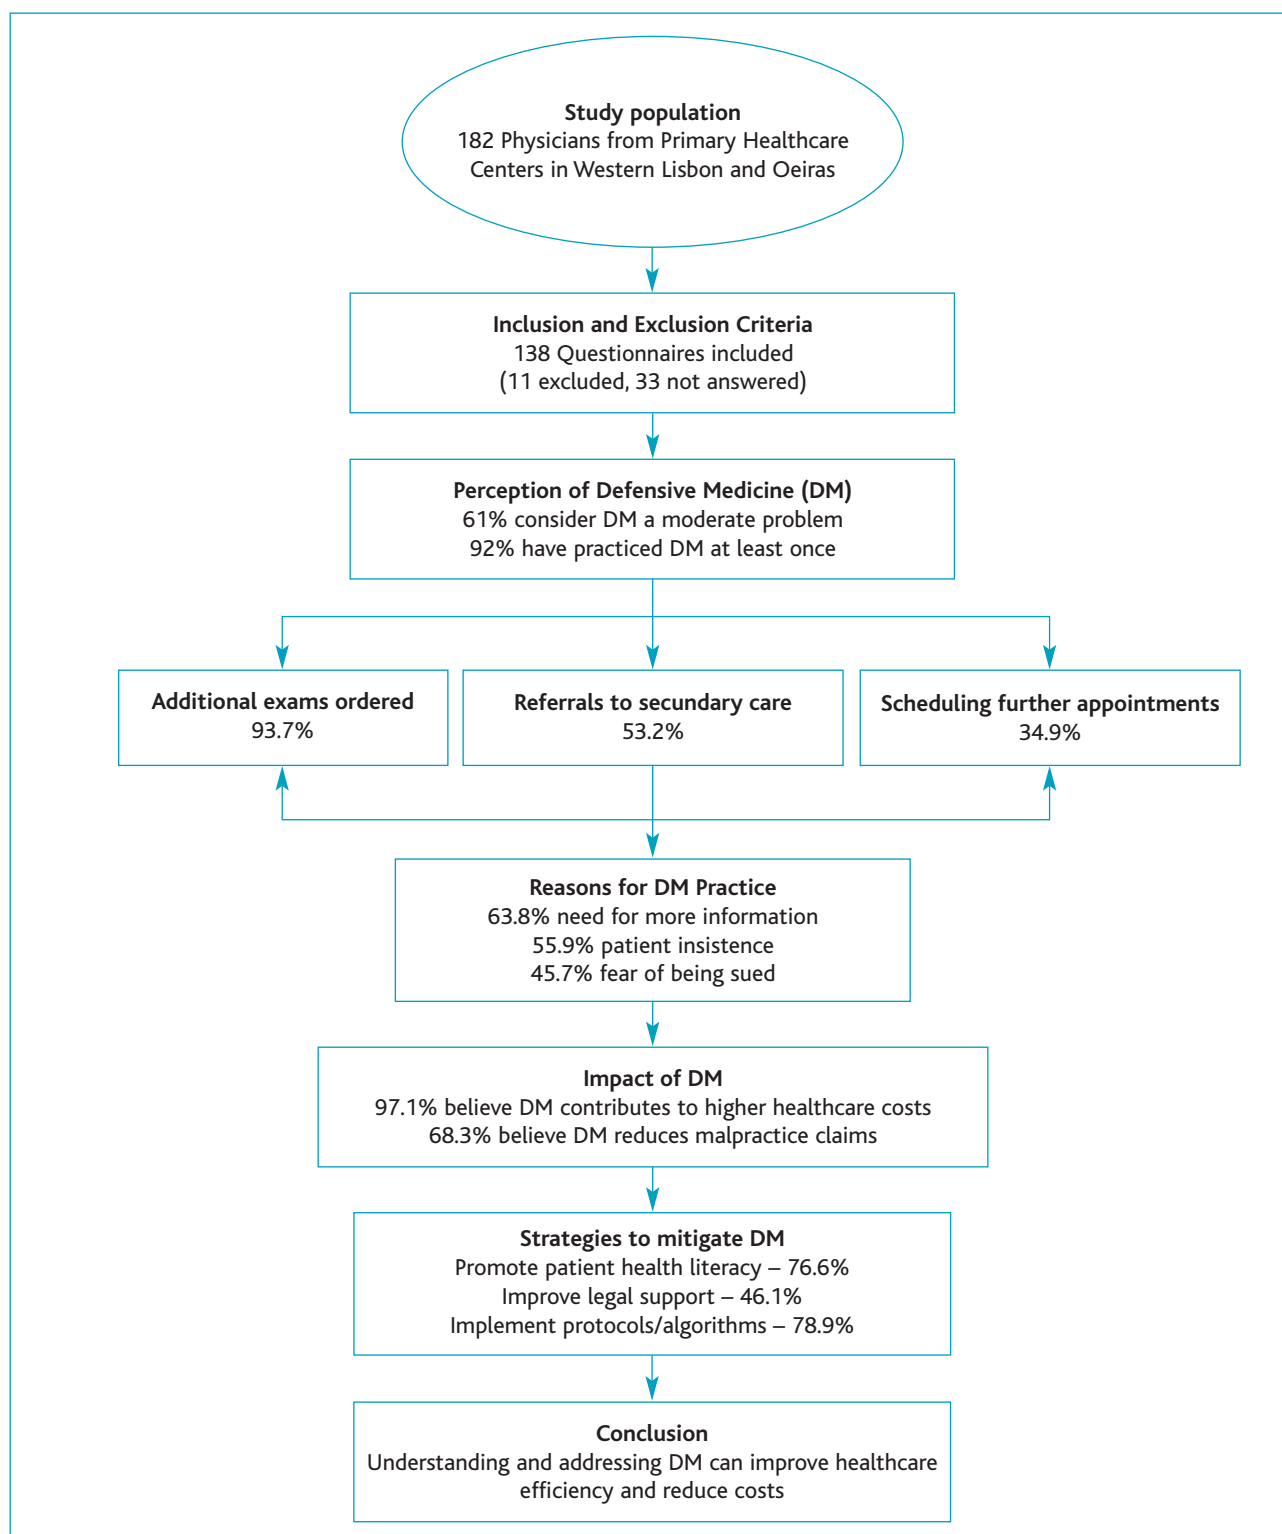 Study population
182 Physicians from Primary Healthcare
Centers in Western Lisbon and Oeiras
Inclusion and Exclusion Criteria
138 Questionnaires included
(11 excluded, 33 not answered)
Perception of Defensive Medicine (DM)
61% consider DM a moderate problem
92% have practiced DM at least once
Additional exams ordered
93.7%
Referrals to secundary care
53.2%
Scheduling further appointments
34.9%
Reasons for DM Practice
63.8% need for more information
55.9% patient insistence
45.7% fear of being sued
Impact of DM
97.1% believe DM contributes to higher healthcare costs
68.3% believe DM reduces malpractice claims
Strategies to mitigate DM
Promote patient health literacy – 76.6%
Improve legal support – 46.1%
Implement protocols/algorithms – 78.9%
Conclusion
Understanding and addressing DM can improve healthcare
efficiency and reduce costs